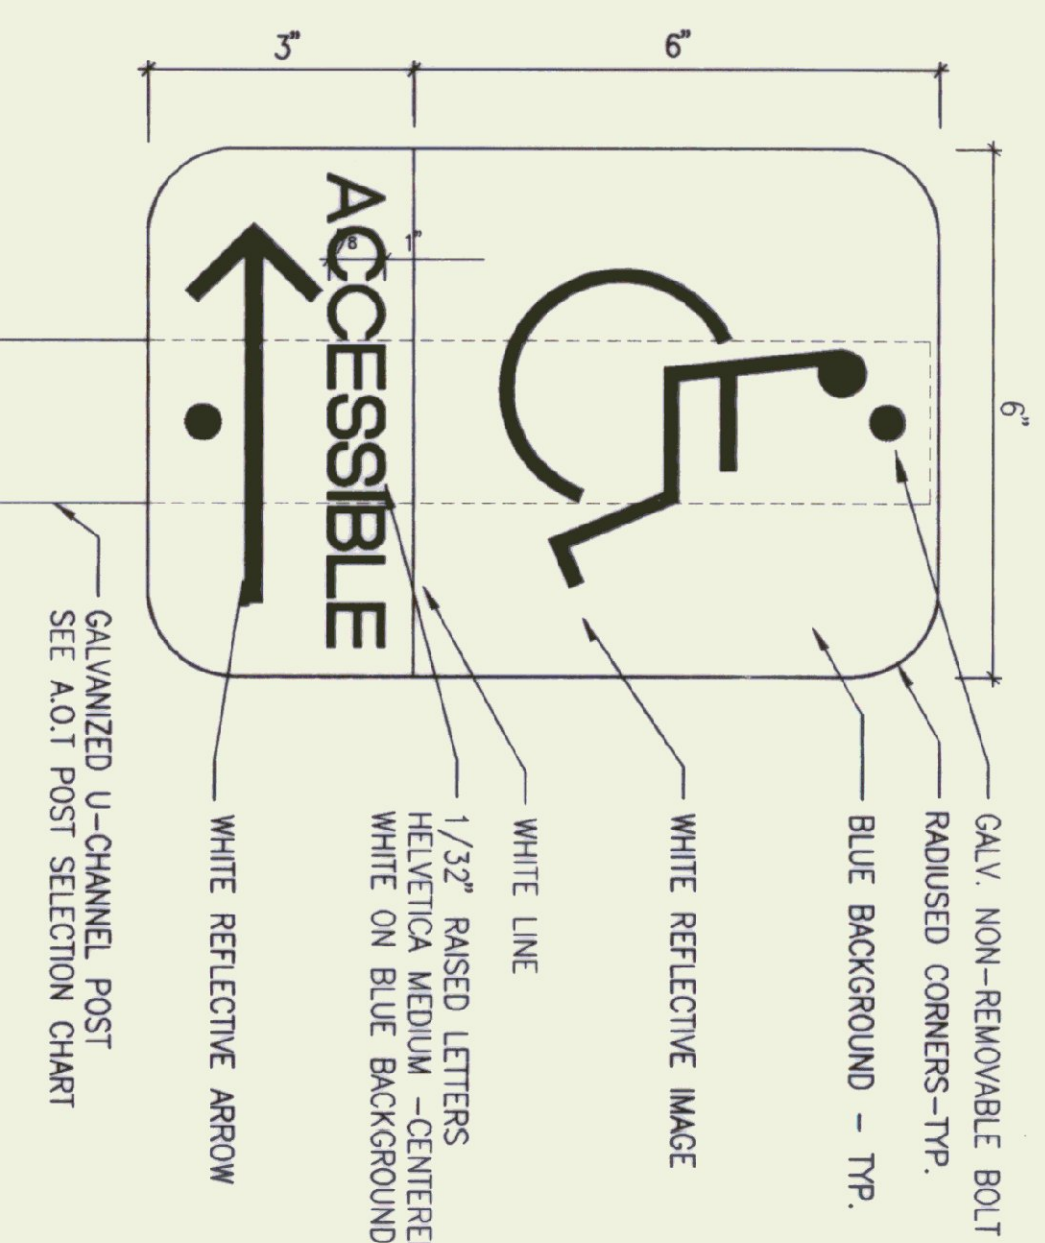 3"
6"
6"
1"
ACCESSIBLE
GALV. NON-REMOVABLE BOLT
RADIUSED CORNERS-TYP.
BLUE BACKGROUND - TYP.
WHITE REFLECTIVE IMAGE
WHITE LINE
1/32" RAISED LETTERS
HELVETICA MEDIUM -CENTERE
WHITE ON BLUE BACKGROUND
WHITE REFLECTIVE ARROW
GALVANIZED U-CHANNEL POST
SEE A.O.T POST SELECTION CHART